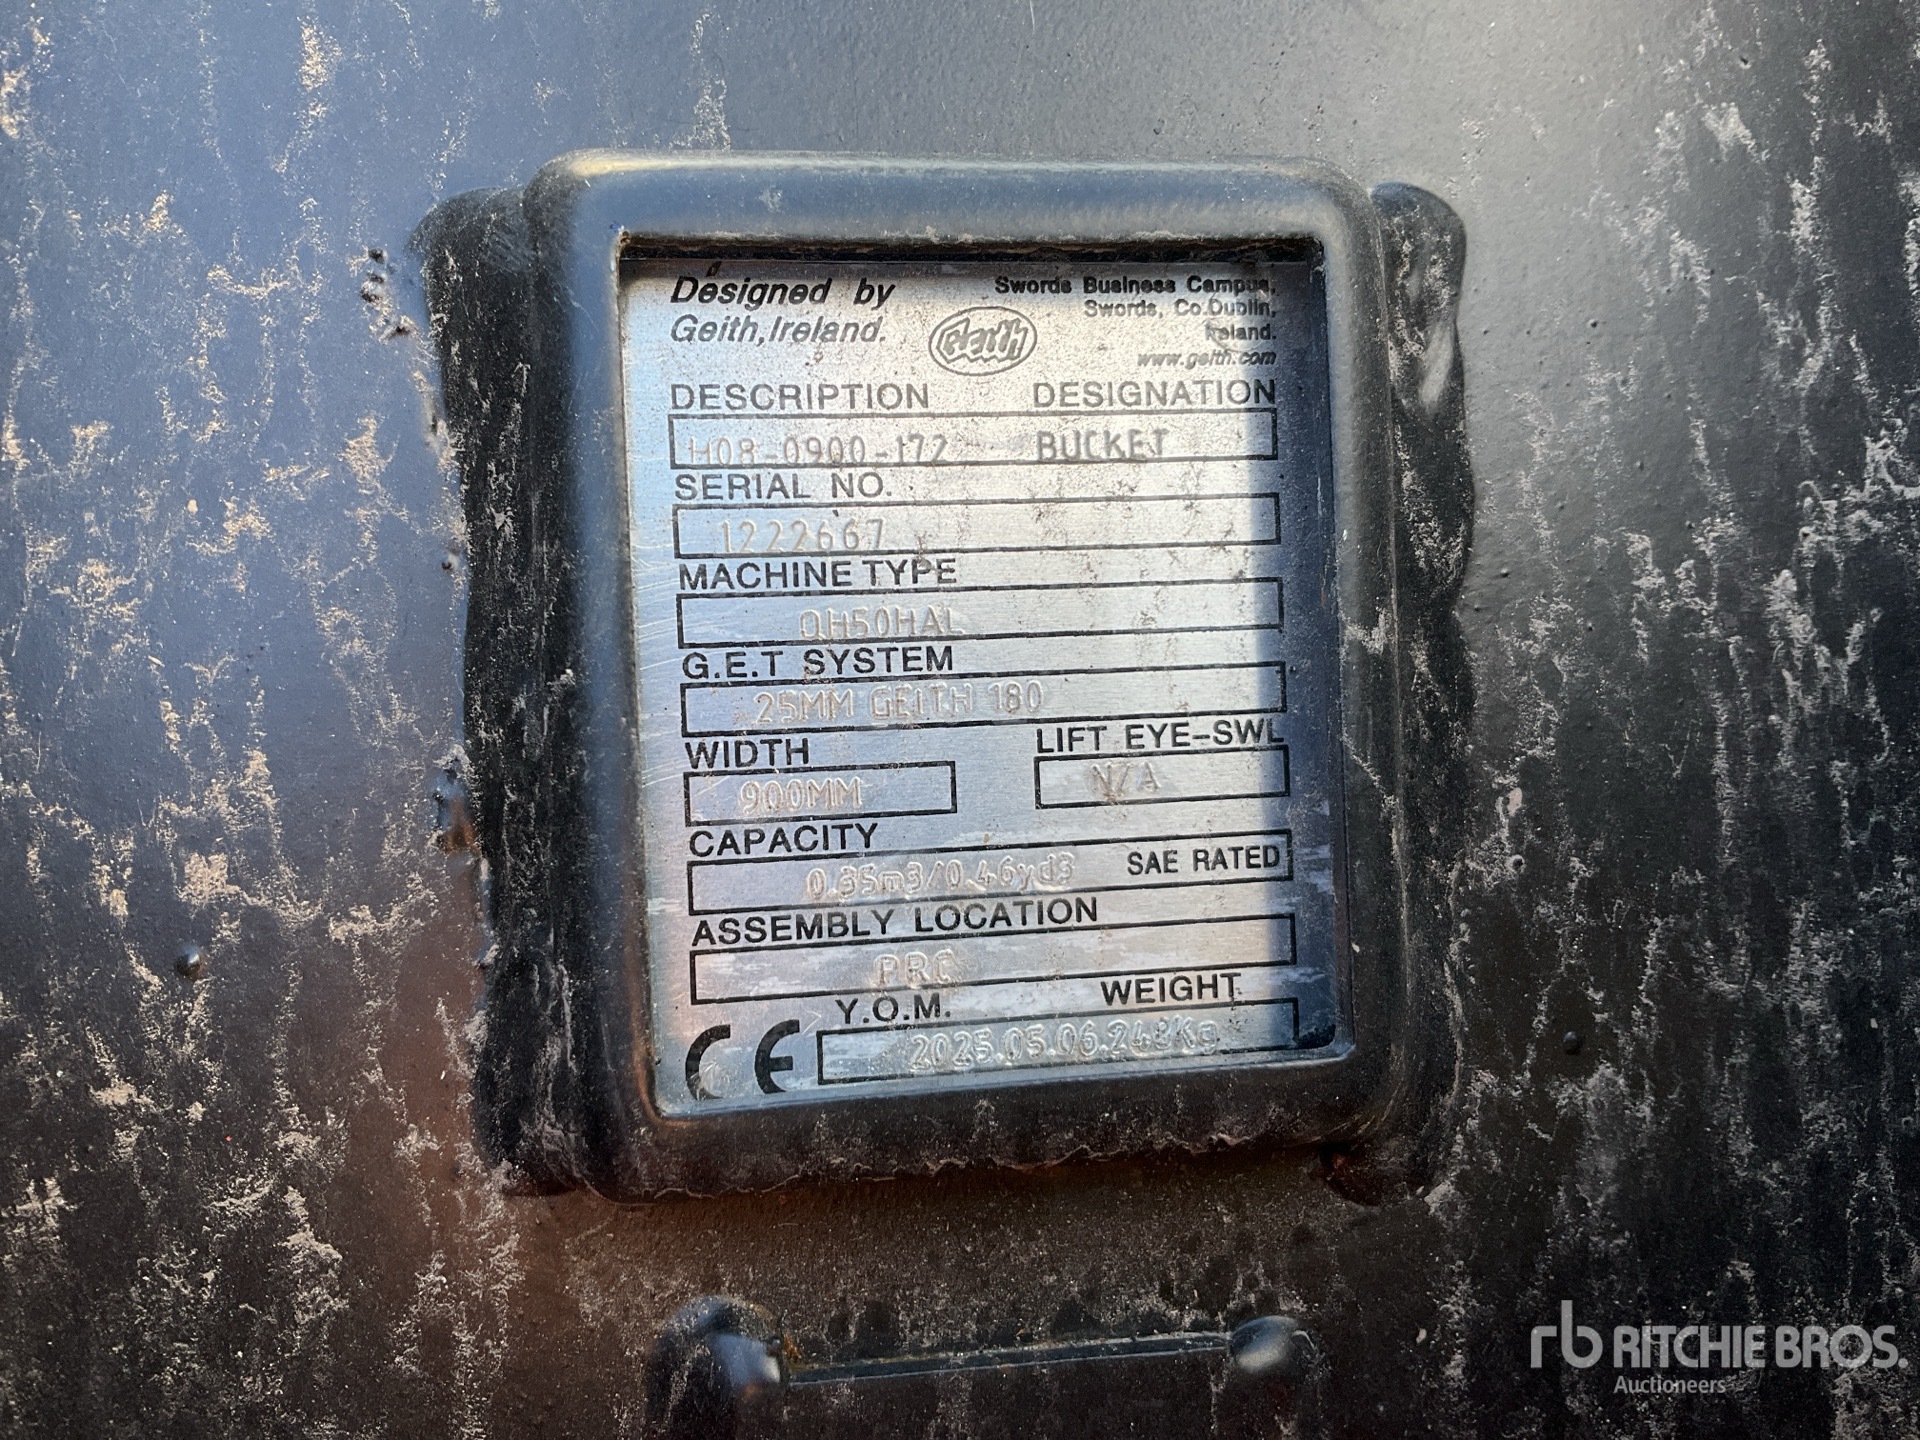 Designed by
Geith, Ireland.
Geith
Swords Business Campus,
Swords, Co.Dublin,
Ireland.
www.geith.com
DESCRIPTION DESIGNATION
H08-0900-172 BUCKET
SERIAL NO.
1222667
MACHINE TYPE
QH50HAL
G.E.T SYSTEM
25MM GEITH 180
WIDTH LIFT EYE-SWL
900MM N/A
CAPACITY
0.35m3/0.46yd3 SAE RATED
ASSEMBLY LOCATION
PRC
Y.O.M. WEIGHT
CE 2025.05.06.248Kg
rb RITCHIE BROS.
Auctioneers